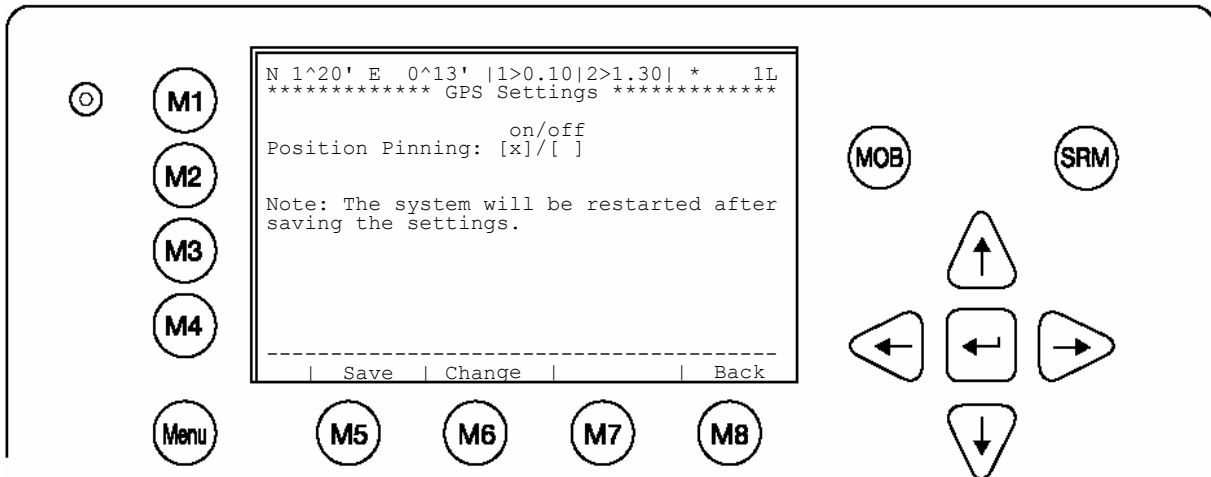 N 1^20' E  0^13' |1>0.10|2>1.30| *    1L
************* GPS Settings *************
on/off
Position Pinning: [x]/[ ]
Note: The system will be restarted after
saving the settings.
----------------------------------------
| Save | Change | | Back
M1
M2
M3
M4
Menu
M5
M6
M7
M8
MOB
SRM